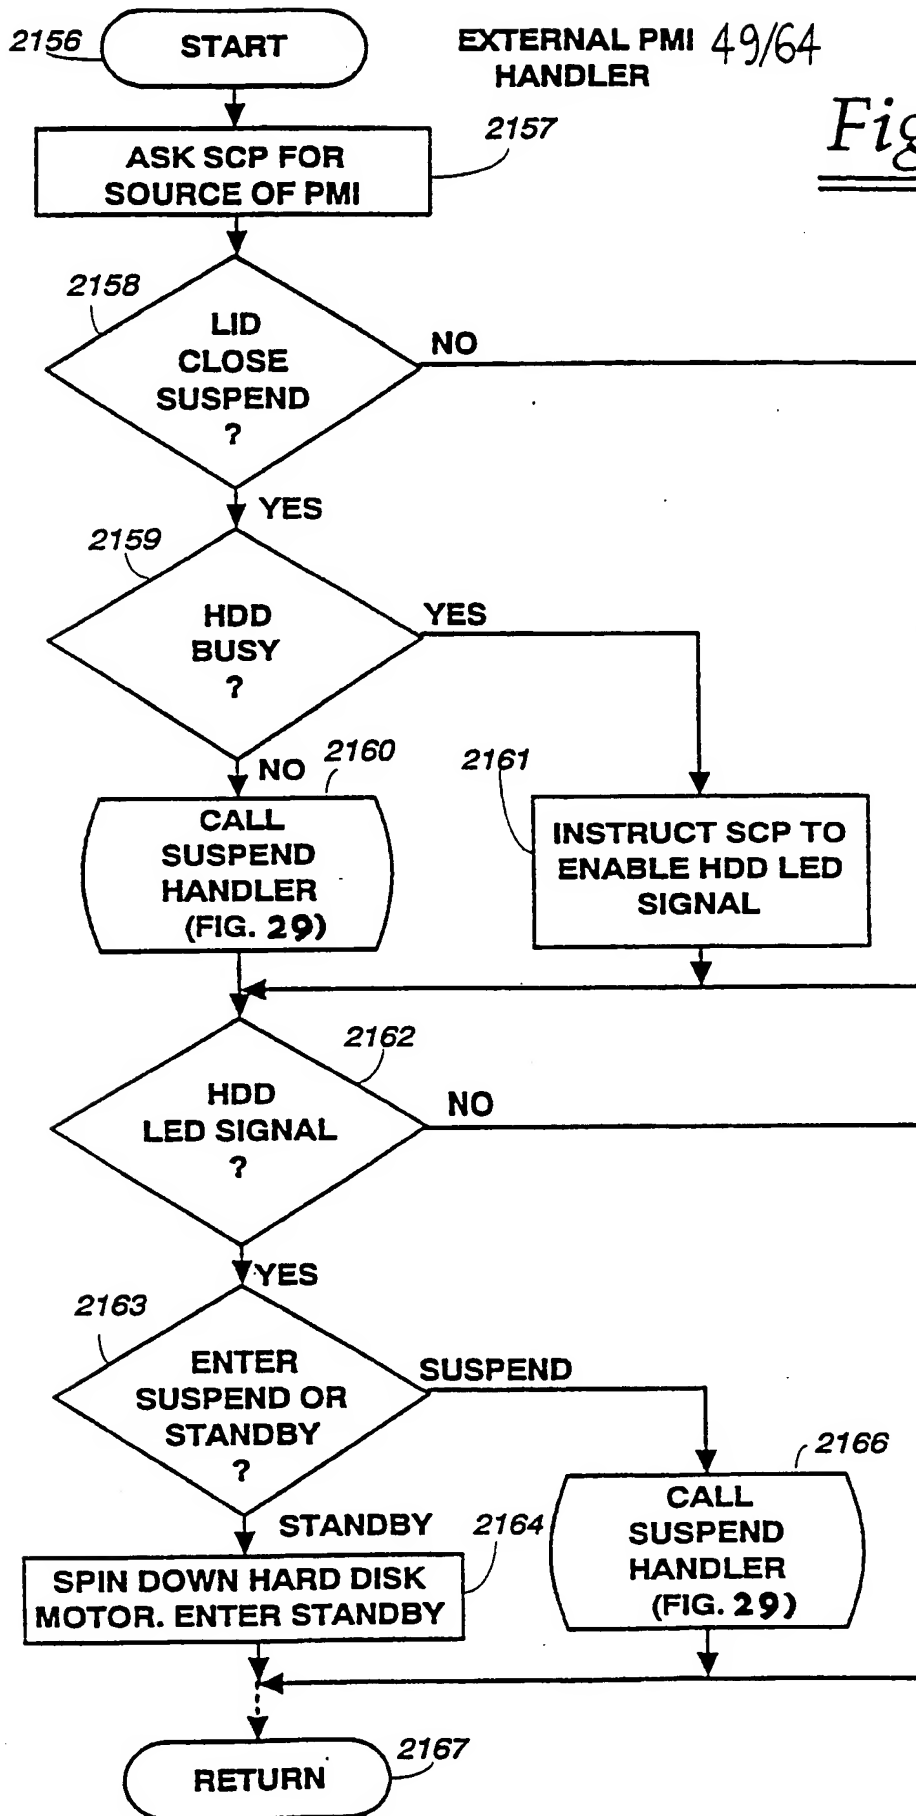 2156
START
EXTERNAL PMI
HANDLER
49/64
Fig
ASK SCP FOR
SOURCE OF PMI
2157
2158
LID
CLOSE
SUSPEND
?
NO
YES
2159
HDD
BUSY
?
YES
NO
2160
CALL
SUSPEND
HANDLER
(FIG. 29)
2161
INSTRUCT SCP TO
ENABLE HDD LED
SIGNAL
2162
HDD
LED SIGNAL
?
NO
YES
2163
ENTER
SUSPEND OR
STANDBY
?
SUSPEND
2166
CALL
SUSPEND
HANDLER
(FIG. 29)
STANDBY
2164
SPIN DOWN HARD DISK
MOTOR. ENTER STANDBY
RETURN
2167